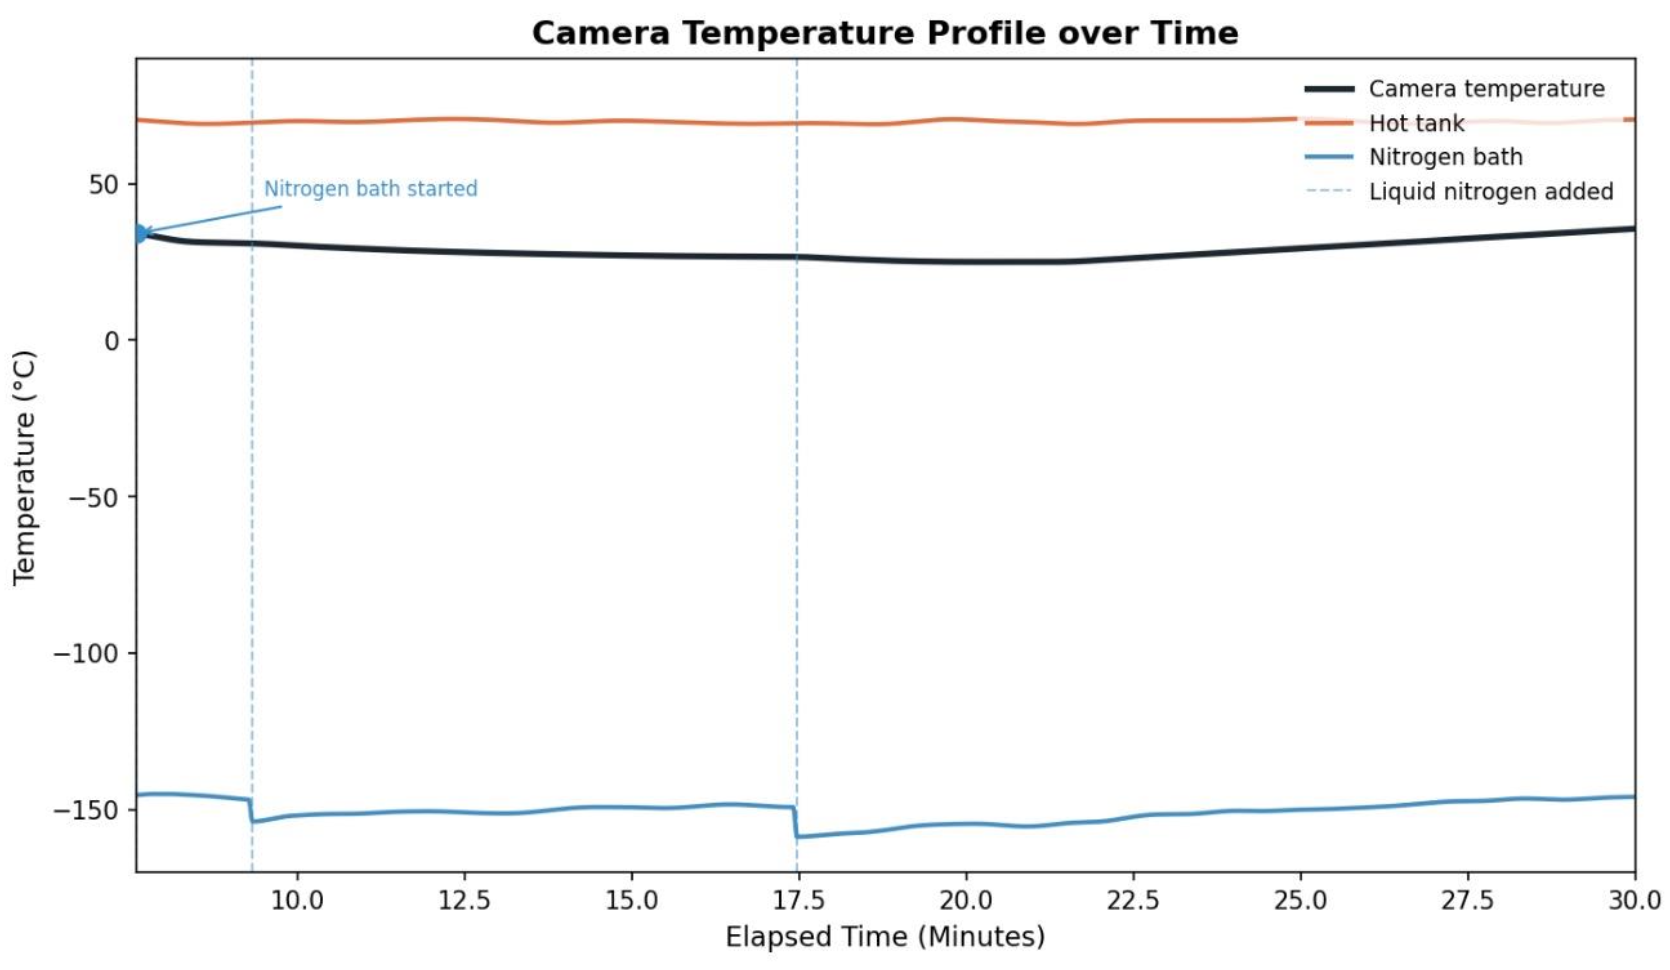 Camera Temperature Profile over Time
Camera temperature
Hot tank
Nitrogen bath
Liquid nitrogen added
Nitrogen bath started
50
0
−50
−100
−150
Temperature (°C)
10.0 12.5 15.0 17.5 20.0 22.5 25.0 27.5 30.0
Elapsed Time (Minutes)